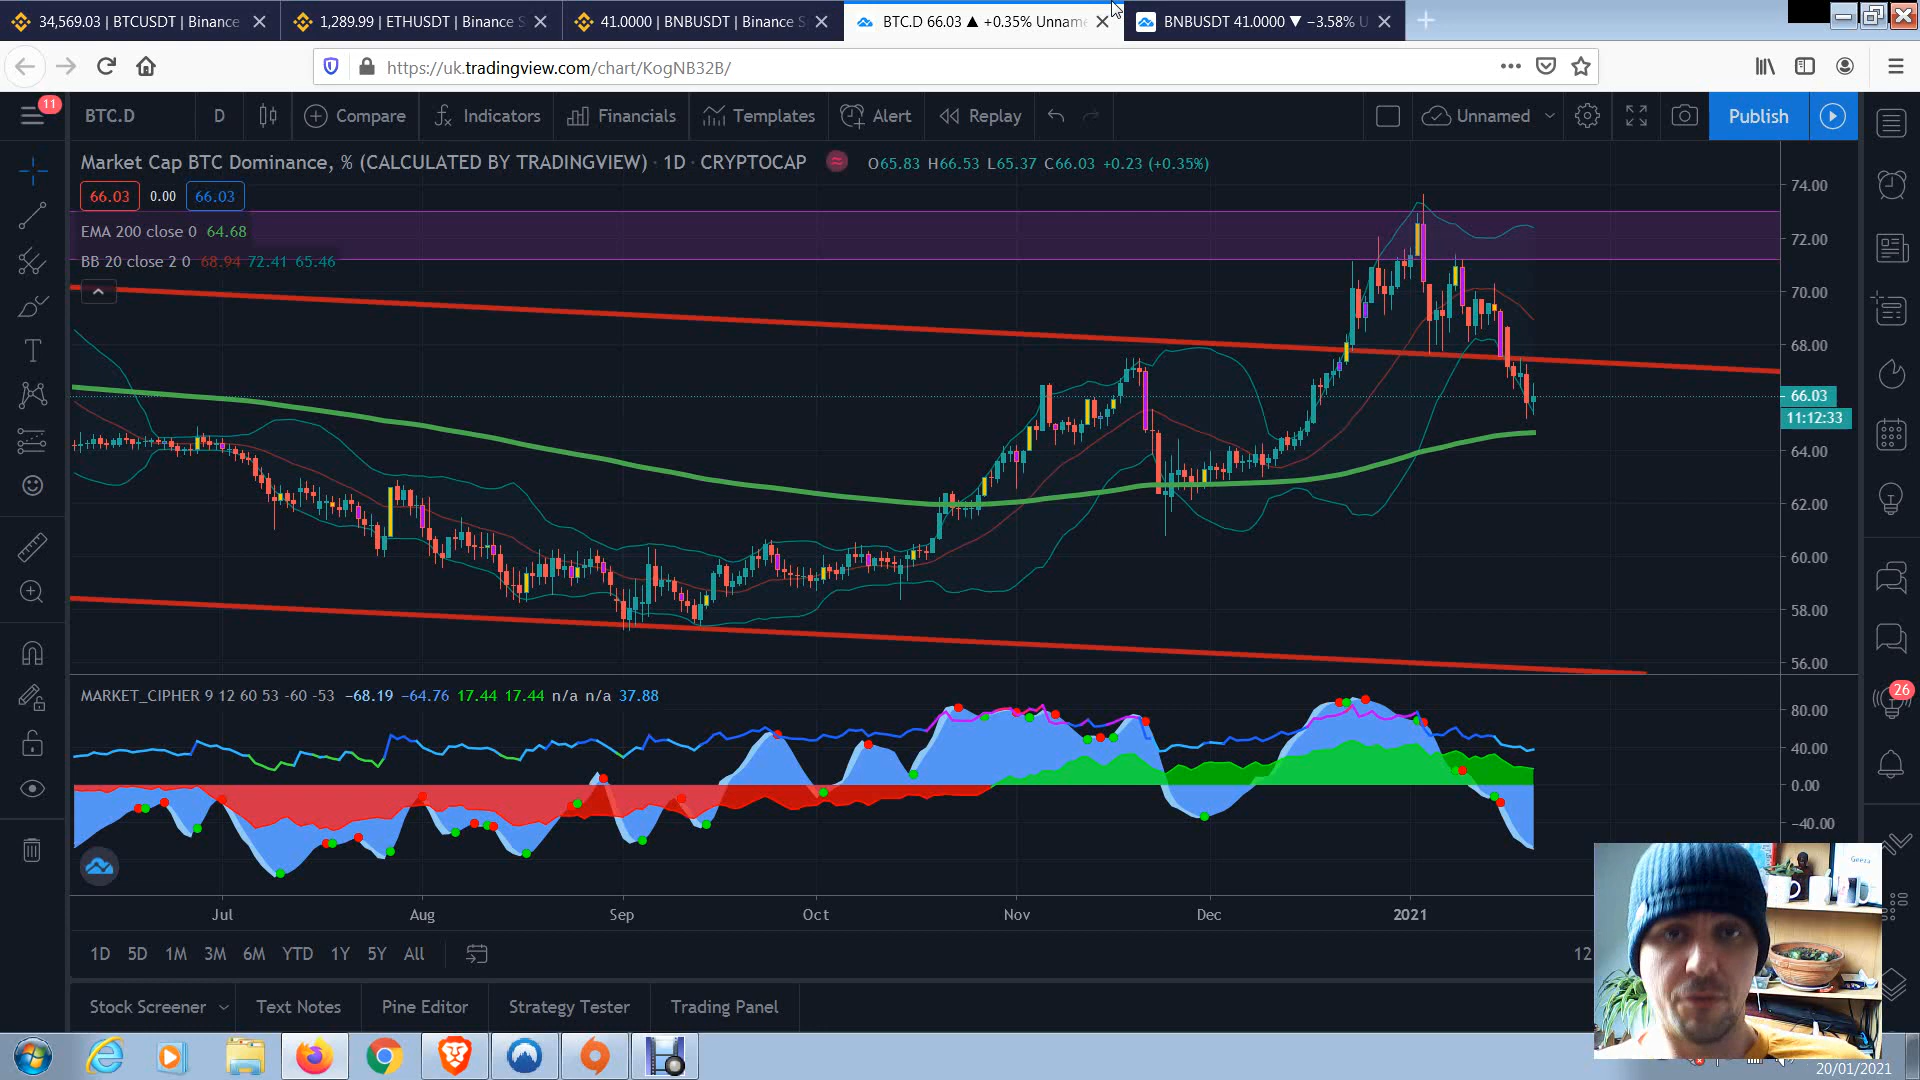 34,569.03 | BTCUSDT | Binance
1,289.99 | ETHUSDT | Binance S
41.0000 | BNBUSDT | Binance S
BTC.D 66.03 ▲ +0.35% Unname
BNBUSDT 41.0000 ▼ −3.58% U
https://uk.tradingview.com/chart/KogNB32B/
11
BTC.D
D
Compare
Indicators
Financials
Templates
Alert
Replay
Unnamed
Publish
Market Cap BTC Dominance, % (CALCULATED BY TRADINGVIEW) · 1D · CRYPTOCAP
O65.83 H66.53 L65.37 C66.03 +0.23 (+0.35%)
66.03 0.00 66.03
EMA 200 close 0 64.68
BB 20 close 2 0 68.94 72.41 65.46
74.00
72.00
70.00
68.00
66.03
11:12:33
64.00
62.00
60.00
58.00
56.00
MARKET_CIPHER 9 12 60 53 -60 -53 −68.19 −64.76 17.44 17.44 n/a n/a 37.88
26
80.00
40.00
0.00
−40.00
Jul Aug Sep Oct Nov Dec 2021
1D 5D 1M 3M 6M YTD 1Y 5Y All
12
Stock Screener
Text Notes
Pine Editor
Strategy Tester
Trading Panel
20/01/2021